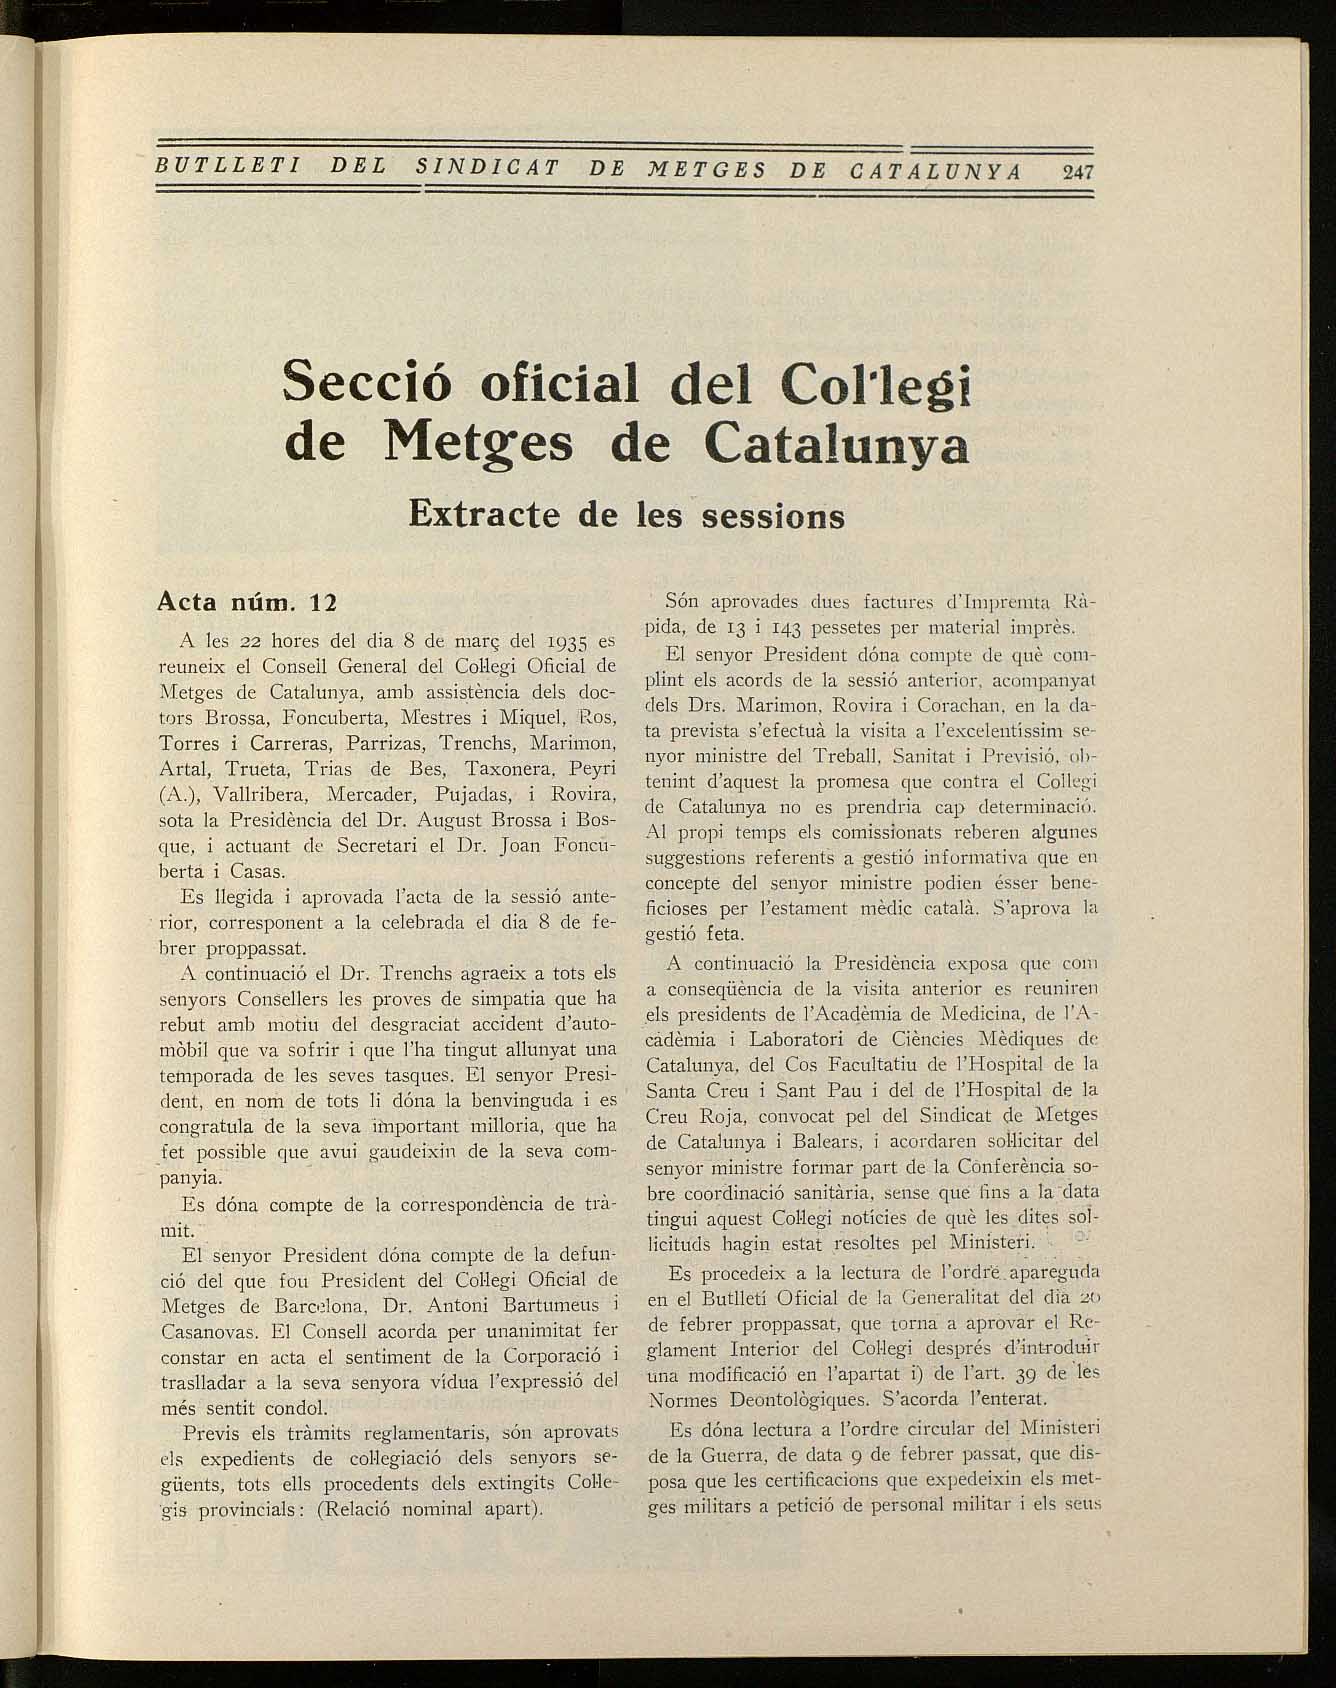 BUTLLETI DEL SINDICAT DE METGES DE CATALUNYA 247
Secció oficial del Col·legi
de Metges de Catalunya
Extracte de les sessions
Acta núm. 12
A les 22 hores del dia 8 de març del 1935 es
reuneix el Consell General del Col·legi Oficial de
Metges de Catalunya, amb assistència dels doc-
tors Brossa, Foncuberta, Mestres i Miquel, Ros,
Torres i Carreras, Parrizas, Trenchs, Marimon,
Artal, Trueta, Trias de Bes, Taxonera, Peyri
(A.), Vallribera, Mercader, Pujadas, i Rovira,
sota la Presidència del Dr. August Brossa i Bos-
que, i actuant de Secretari el Dr. Joan Foncu-
berta i Casas.
Es llegida i aprovada l'acta de la sessió ante-
rior, corresponent a la celebrada el dia 8 de fe-
brer proppassat.
A continuació el Dr. Trenchs agraeix a tots els
senyors Consellers les proves de simpatia que ha
rebut amb motiu del desgraciat accident d'auto-
mòbil que va sofrir i que l'ha tingut allunyat una
temporada de les seves tasques. El senyor Presi-
dent, en nom de tots li dóna la benvinguda i es
congratula de la seva important milloria, que ha
fet possible que avui gaudeixin de la seva com-
panyia.
Es dóna compte de la correspondència de trà-
mit.
El senyor President dóna compte de la defun-
ció del que fou President del Col·legi Oficial de
Metges de Barcelona, Dr. Antoni Bartumeus i
Casanovas. El Consell acorda per unanimitat fer
constar en acta el sentiment de la Corporació i
traslladar a la seva senyora vídua l'expressió del
més sentit condol.
Previs els tràmits reglamentaris, són aprovats
els expedients de col·legiació dels senyors se-
güents, tots ells procedents dels extingits Col·le-
gis provincials: (Relació nominal apart).
Són aprovades dues factures d'Impremta Rà-
pida, de 13 i 143 pessetes per material imprès.
El senyor President dóna compte de què com-
plint els acords de la sessió anterior, acompanyat
dels Drs. Marimon, Rovira i Corachan, en la da-
ta prevista s'efectuà la visita a l'excelentíssim se-
nyor ministre del Treball, Sanitat i Previsió, ob-
tenint d'aquest la promesa que contra el Col·legi
de Catalunya no es prendria cap determinació.
Al propi temps els comissionats reberen algunes
suggestions referents a gestió informativa que en
concepte del senyor ministre podien ésser bene-
ficioses per l'estament mèdic català. S'aprova la
gestió feta.
A continuació la Presidència exposa que com
a conseqüència de la visita anterior es reuniren
els presidents de l'Acadèmia de Medicina, de l'A-
cadèmia i Laboratori de Ciències Mèdiques de
Catalunya, del Cos Facultatiu de l'Hospital de la
Santa Creu i Sant Pau i del de l'Hospital de la
Creu Roja, convocat pel del Sindicat de Metges
de Catalunya i Balears, i acordaren sol·licitar del
senyor ministre formar part de la Conferència so-
bre coordinació sanitària, sense que fins a la data
tingui aquest Col·legi notícies de què les dites sol-
licituds hagin estat resoltes pel Ministeri.
Es procedeix a la lectura de l'ordre apareguda
en el Butlletí Oficial de la Generalitat del dia 20
de febrer proppassat, que torna a aprovar el Re-
glament Interior del Col·legi després d'introduir
una modificació en l'apartat i) de l'art. 39 de les
Normes Deontològiques. S'acorda l'enterat.
Es dóna lectura a l'ordre circular del Ministeri
de la Guerra, de data 9 de febrer passat, que dis-
posa que les certificacions que expedeixin els met-
ges militars a petició de personal militar i els seus